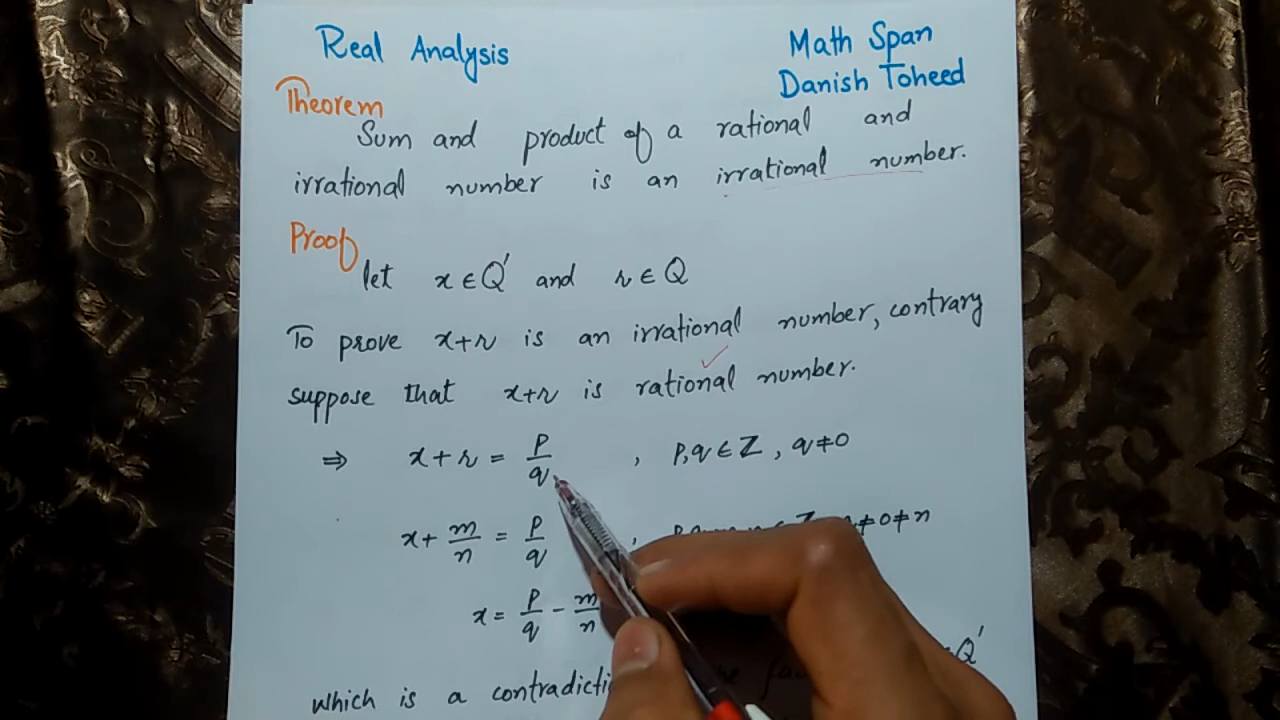 Real Analysis
Math Span
Danish Toheed
Theorem
Sum and product of a rational and
irrational number is an irrational number.
Proof
let x ∈ Q' and r ∈ Q
To prove x+r is an irrational number, contrary
suppose that x+r is rational number.
⇒ x + r = p/q , p,q ∈ Z , q ≠ 0
x + m/n = p/q , ≠0≠n
x = p/q - m/n
which is a Q'